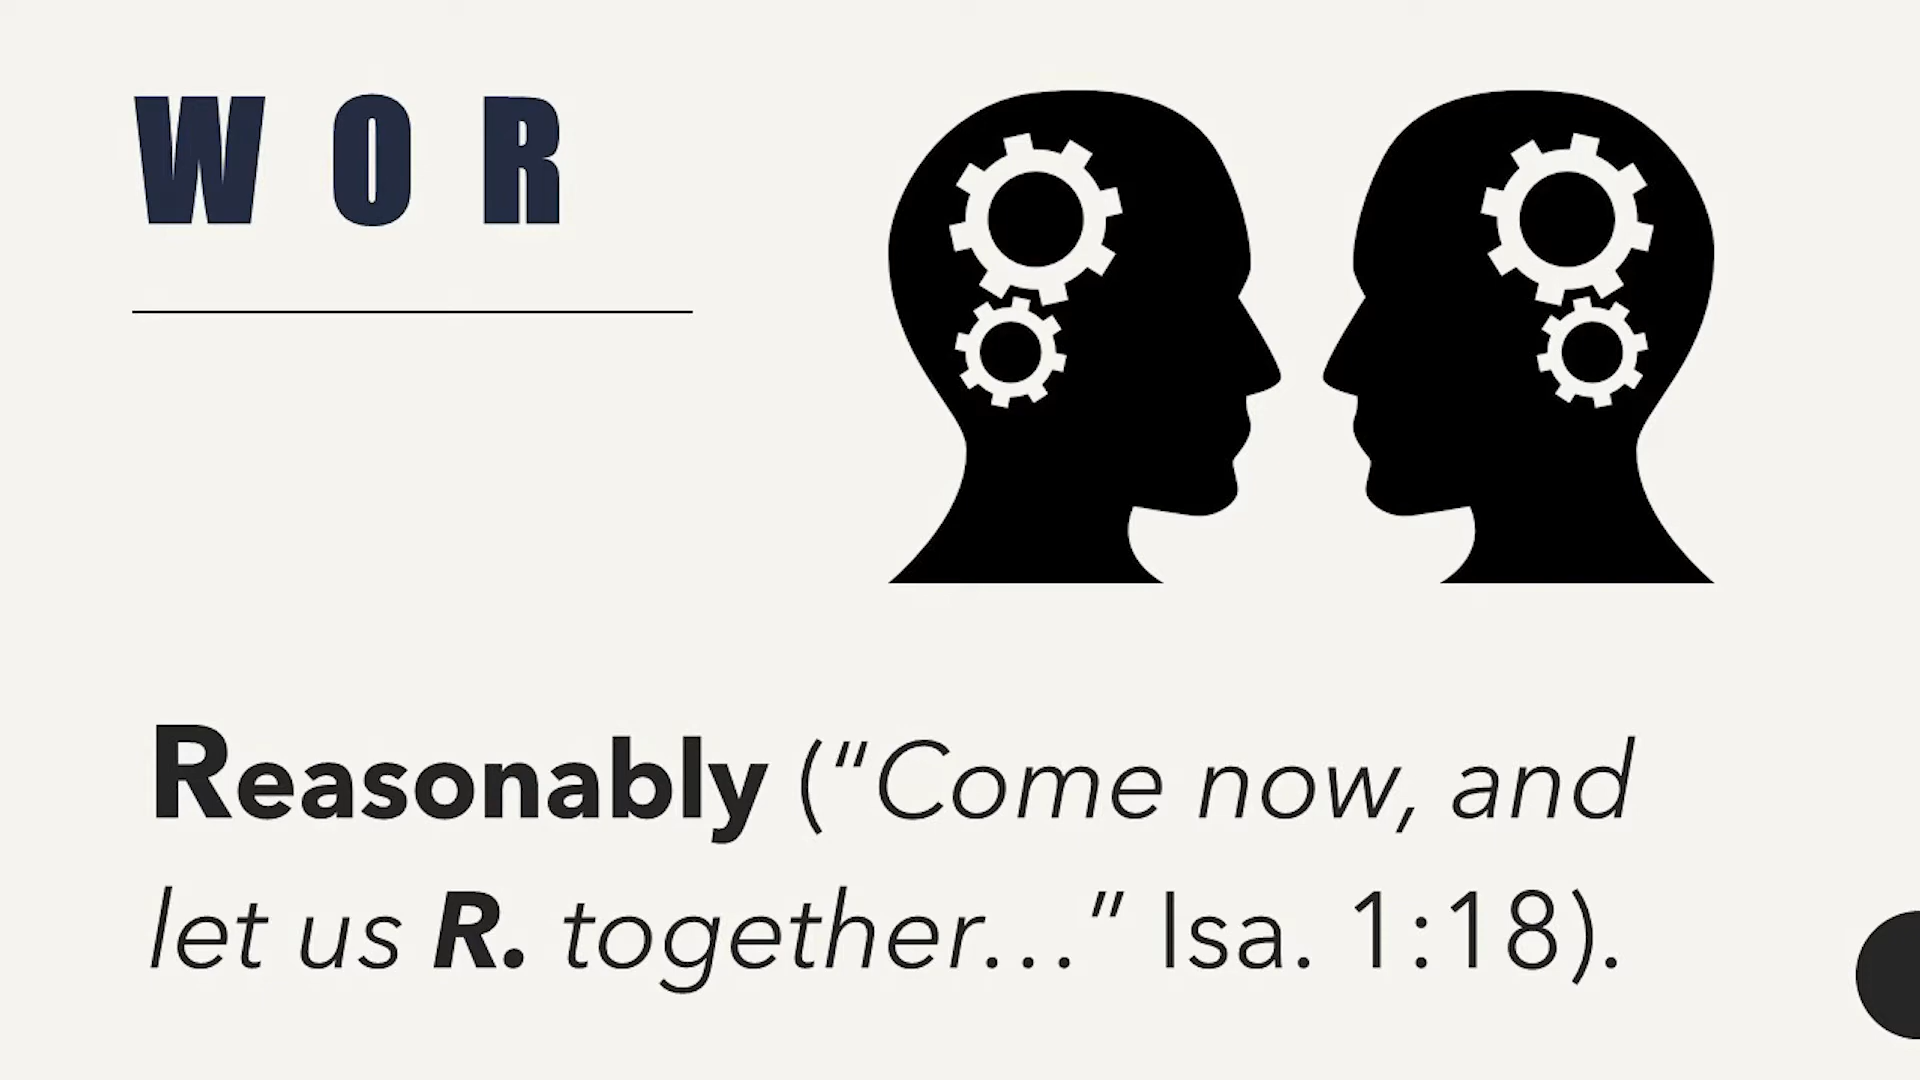 W O R
Reasonably (“Come now, and
let us R. together…” Isa. 1:18).